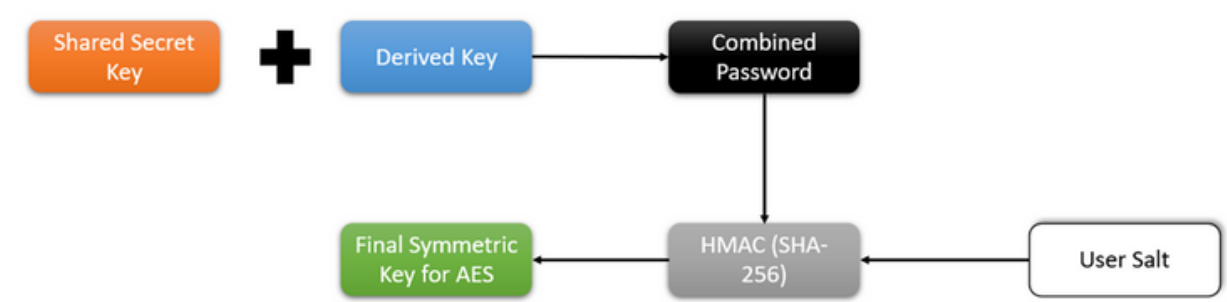 Shared Secret
Key
Derived Key
Combined
Password
Final Symmetric
Key for AES
HMAC (SHA-
256)
User Salt